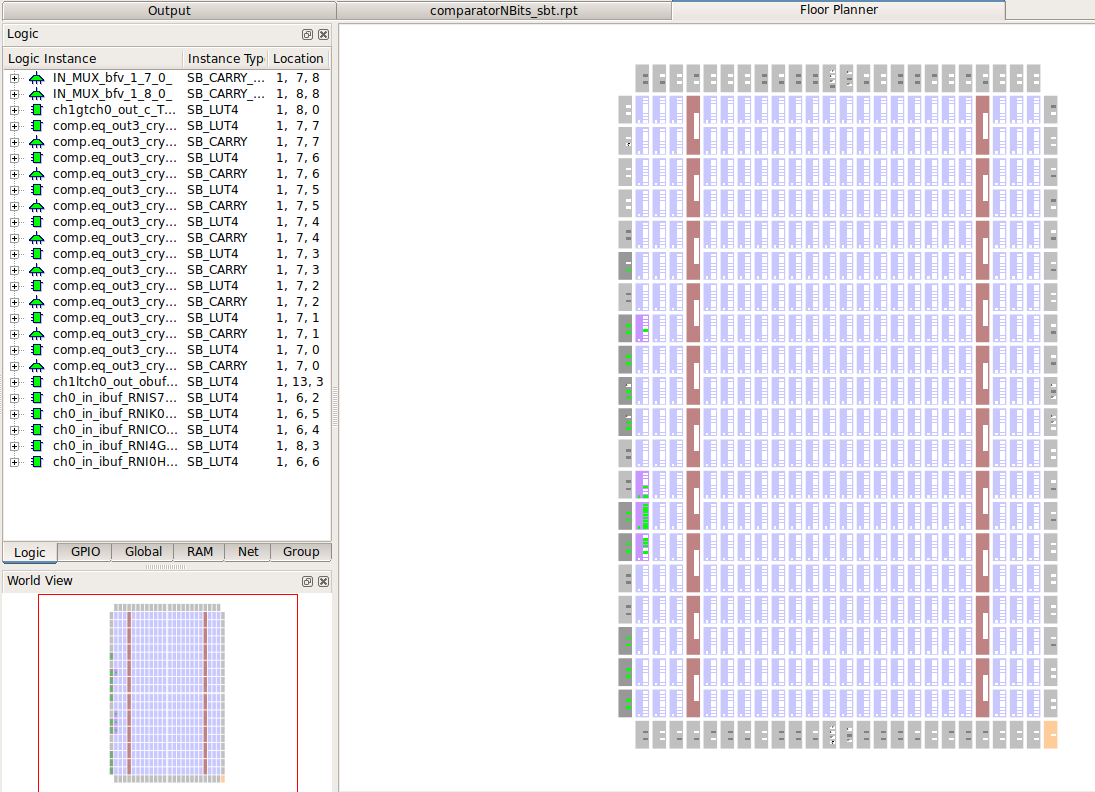 Output comparatorNBits_sbt.rpt Floor Planner
Logic
Logic Instance Instance Typ Location
IN_MUX_bfv_1_7_0_ SB_CARRY_... 1, 7, 8
IN_MUX_bfv_1_8_0_ SB_CARRY_... 1, 8, 8
ch1gtch0_out_c_T... SB_LUT4 1, 8, 0
comp.eq_out3_cry... SB_LUT4 1, 7, 7
comp.eq_out3_cry... SB_CARRY 1, 7, 7
comp.eq_out3_cry... SB_LUT4 1, 7, 6
comp.eq_out3_cry... SB_CARRY 1, 7, 6
comp.eq_out3_cry... SB_LUT4 1, 7, 5
comp.eq_out3_cry... SB_CARRY 1, 7, 5
comp.eq_out3_cry... SB_LUT4 1, 7, 4
comp.eq_out3_cry... SB_CARRY 1, 7, 4
comp.eq_out3_cry... SB_LUT4 1, 7, 3
comp.eq_out3_cry... SB_CARRY 1, 7, 3
comp.eq_out3_cry... SB_LUT4 1, 7, 2
comp.eq_out3_cry... SB_CARRY 1, 7, 2
comp.eq_out3_cry... SB_LUT4 1, 7, 1
comp.eq_out3_cry... SB_CARRY 1, 7, 1
comp.eq_out3_cry... SB_LUT4 1, 7, 0
comp.eq_out3_cry... SB_CARRY 1, 7, 0
ch1ltch0_out_obuf... SB_LUT4 1, 13, 3
ch0_in_ibuf_RNIS7... SB_LUT4 1, 6, 2
ch0_in_ibuf_RNIK0... SB_LUT4 1, 6, 5
ch0_in_ibuf_RNICO... SB_LUT4 1, 6, 4
ch0_in_ibuf_RNI4G... SB_LUT4 1, 8, 3
ch0_in_ibuf_RNI0H... SB_LUT4 1, 6, 6
Logic GPIO Global RAM Net Group
World View